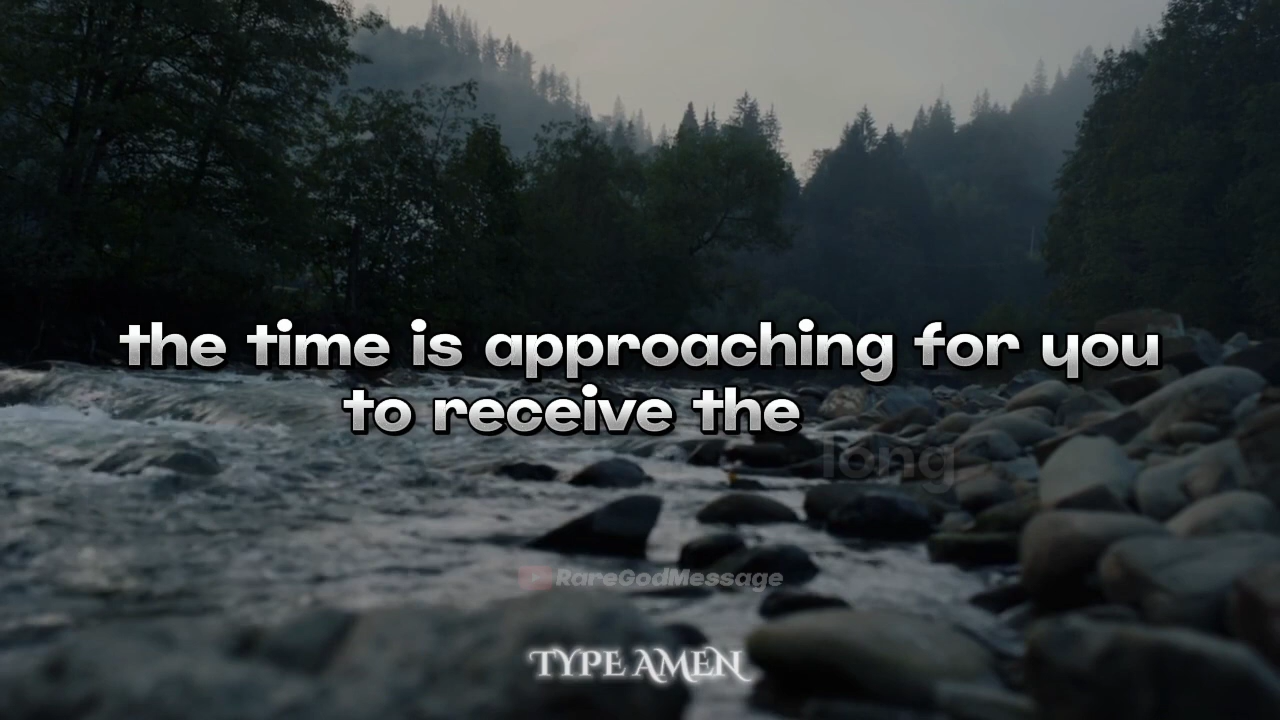 the time is approaching for you
to receive the
long
RareGodMessage
TYPE AMEN